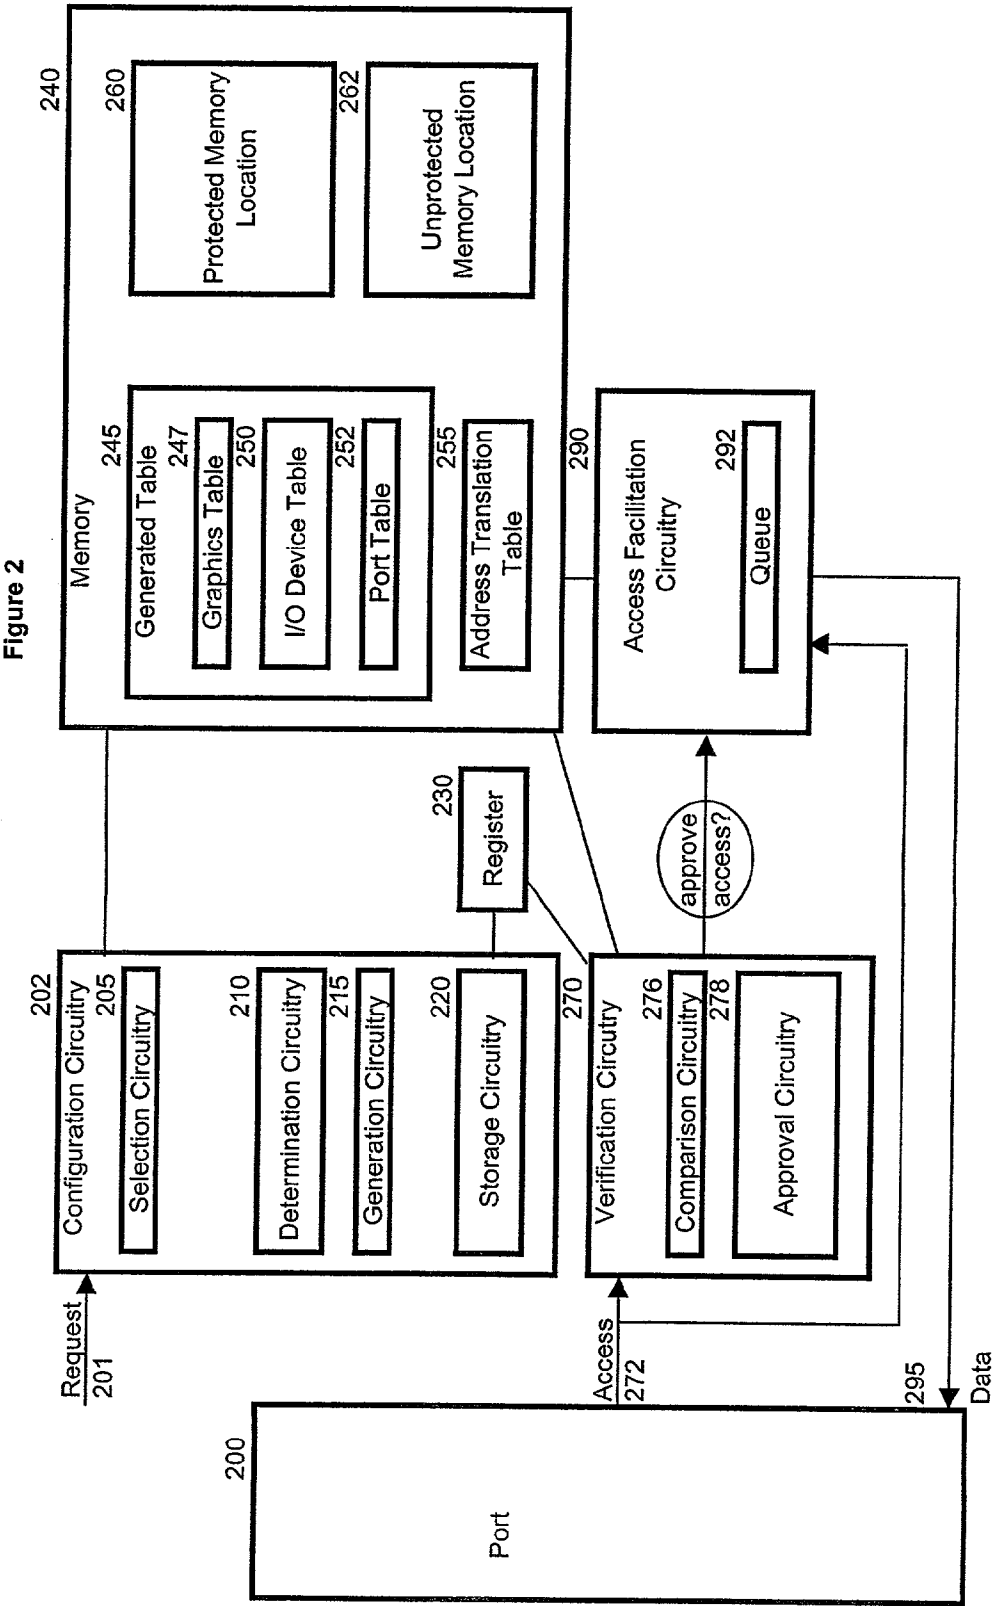 Figure 2
Request
201
202
Configuration Circuitry
205
Selection Circuitry
210
Determination Circuitry
215
Generation Circuitry
220
Storage Circuitry
230
Register
240
Memory
245
Generated Table
247
Graphics Table
250
I/O Device Table
252
Port Table
255
Address Translation
Table
260
Protected Memory
Location
262
Unprotected
Memory Location
200
Port
Access
272
270
Verification Circuitry
276
Comparison Circuitry
278
Approval Circuitry
approve
access?
290
Access Facilitation
Circuitry
292
Queue
295
Data